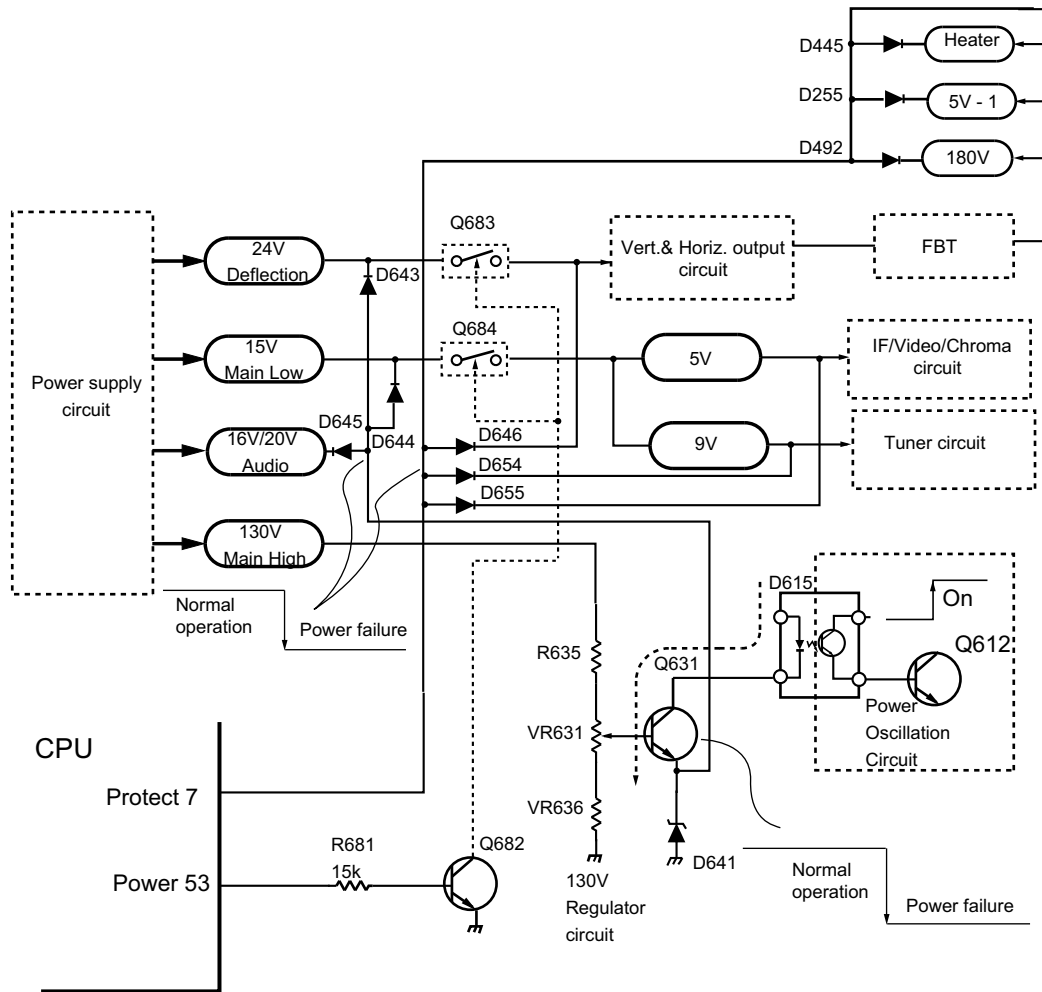 D445
Heater
D255
5V - 1
D492
180V
Q683
24V
Deflection
D643
Vert.& Horiz. output
circuit
FBT
Q684
15V
Main Low
5V
IF/Video/Chroma
circuit
Power supply
circuit
D645
16V/20V
Audio
D644
D646
9V
Tuner circuit
D654
D655
130V
Main High
D615
On
Normal
operation
Power failure
R635
Q631
Q612
Power
Oscillation
Circuit
VR631
CPU
Protect 7
VR636
R681
15k
Q682
D641
Power 53
130V
Regulator
circuit
Normal
operation
Power failure